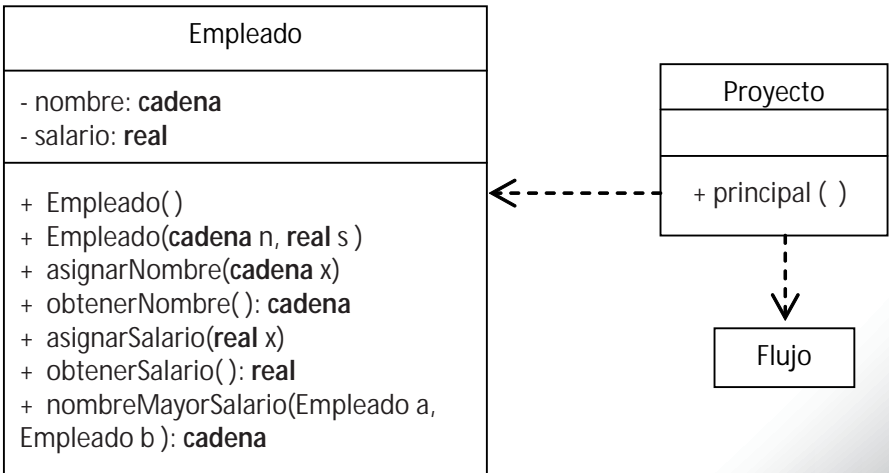 Empleado
- nombre: cadena
- salario: real
+ Empleado( )
+ Empleado(cadena n, real s )
+ asignarNombre(cadena x)
+ obtenerNombre( ): cadena
+ asignarSalario(real x)
+ obtenerSalario( ): real
+ nombreMayorSalario(Empleado a,
Empleado b ): cadena
Proyecto
+ principal ( )
Flujo